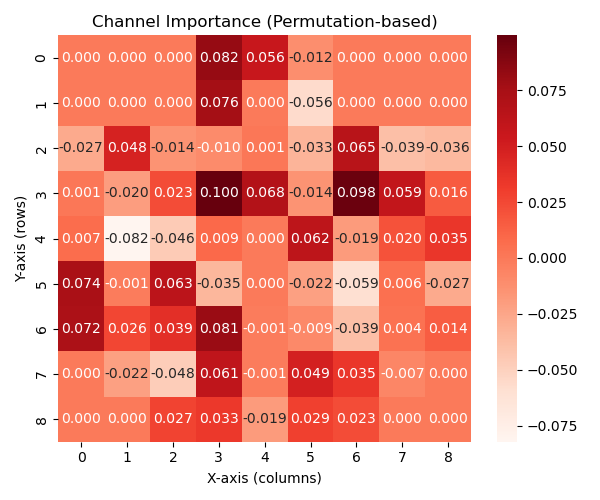 Channel Importance (Permutation-based)
0 0.000 0.000 0.000 0.082 0.056 -0.012 0.000 0.000 0.000
1 0.000 0.000 0.000 0.076 0.000 -0.056 0.000 0.000 0.000
2 -0.027 0.048 -0.014 -0.010 0.001 -0.033 0.065 -0.039 -0.036
3 0.001 -0.020 0.023 0.100 0.068 -0.014 0.098 0.059 0.016
4 0.007 -0.082 -0.046 0.009 0.000 0.062 -0.019 0.020 0.035
5 0.074 -0.001 0.063 -0.035 0.000 -0.022 -0.059 0.006 -0.027
6 0.072 0.026 0.039 0.081 -0.001 -0.009 -0.039 0.004 0.014
7 0.000 -0.022 -0.048 0.061 -0.001 0.049 0.035 -0.007 0.000
8 0.000 0.000 0.027 0.033 -0.019 0.029 0.023 0.000 0.000
0 1 2 3 4 5 6 7 8
X-axis (columns)
Y-axis (rows)
0.075
0.050
0.025
0.000
−0.025
−0.050
−0.075